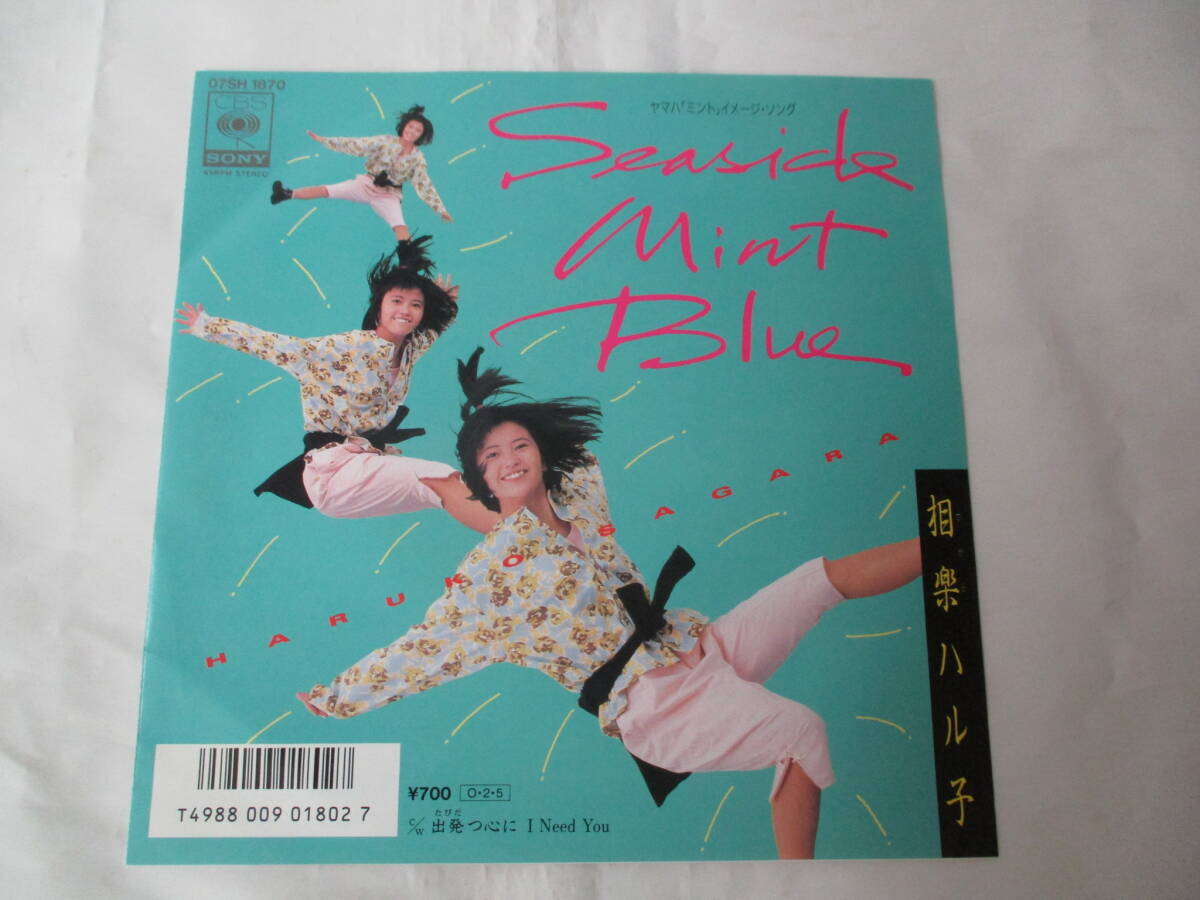 07SH 1870
CBS
SONY
45RPM STEREO
ヤマハ「ミント」イメージ・ソング
Seaside
Mint
Blue
HARUKO SAGARA
相楽ハル子
T4988 009 01802 7
¥700 O・2・5
たびだ
c/w 出発つ心に I Need You